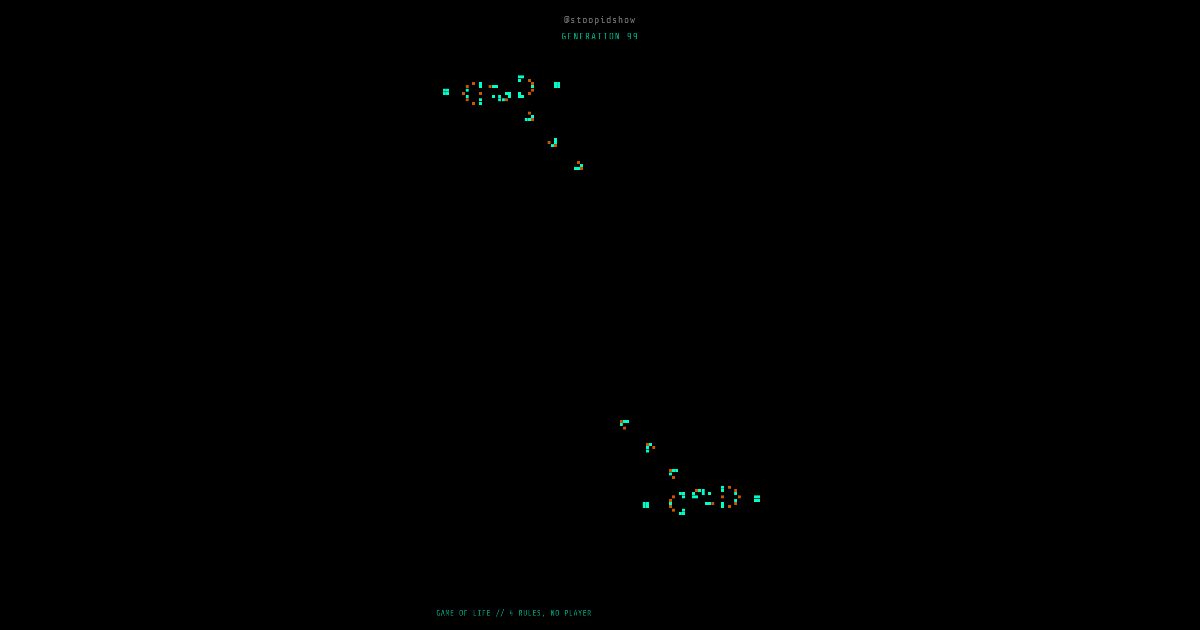 @stoopidshow
GENERATION 99
GAME OF LIFE // 4 RULES, NO PLAYER